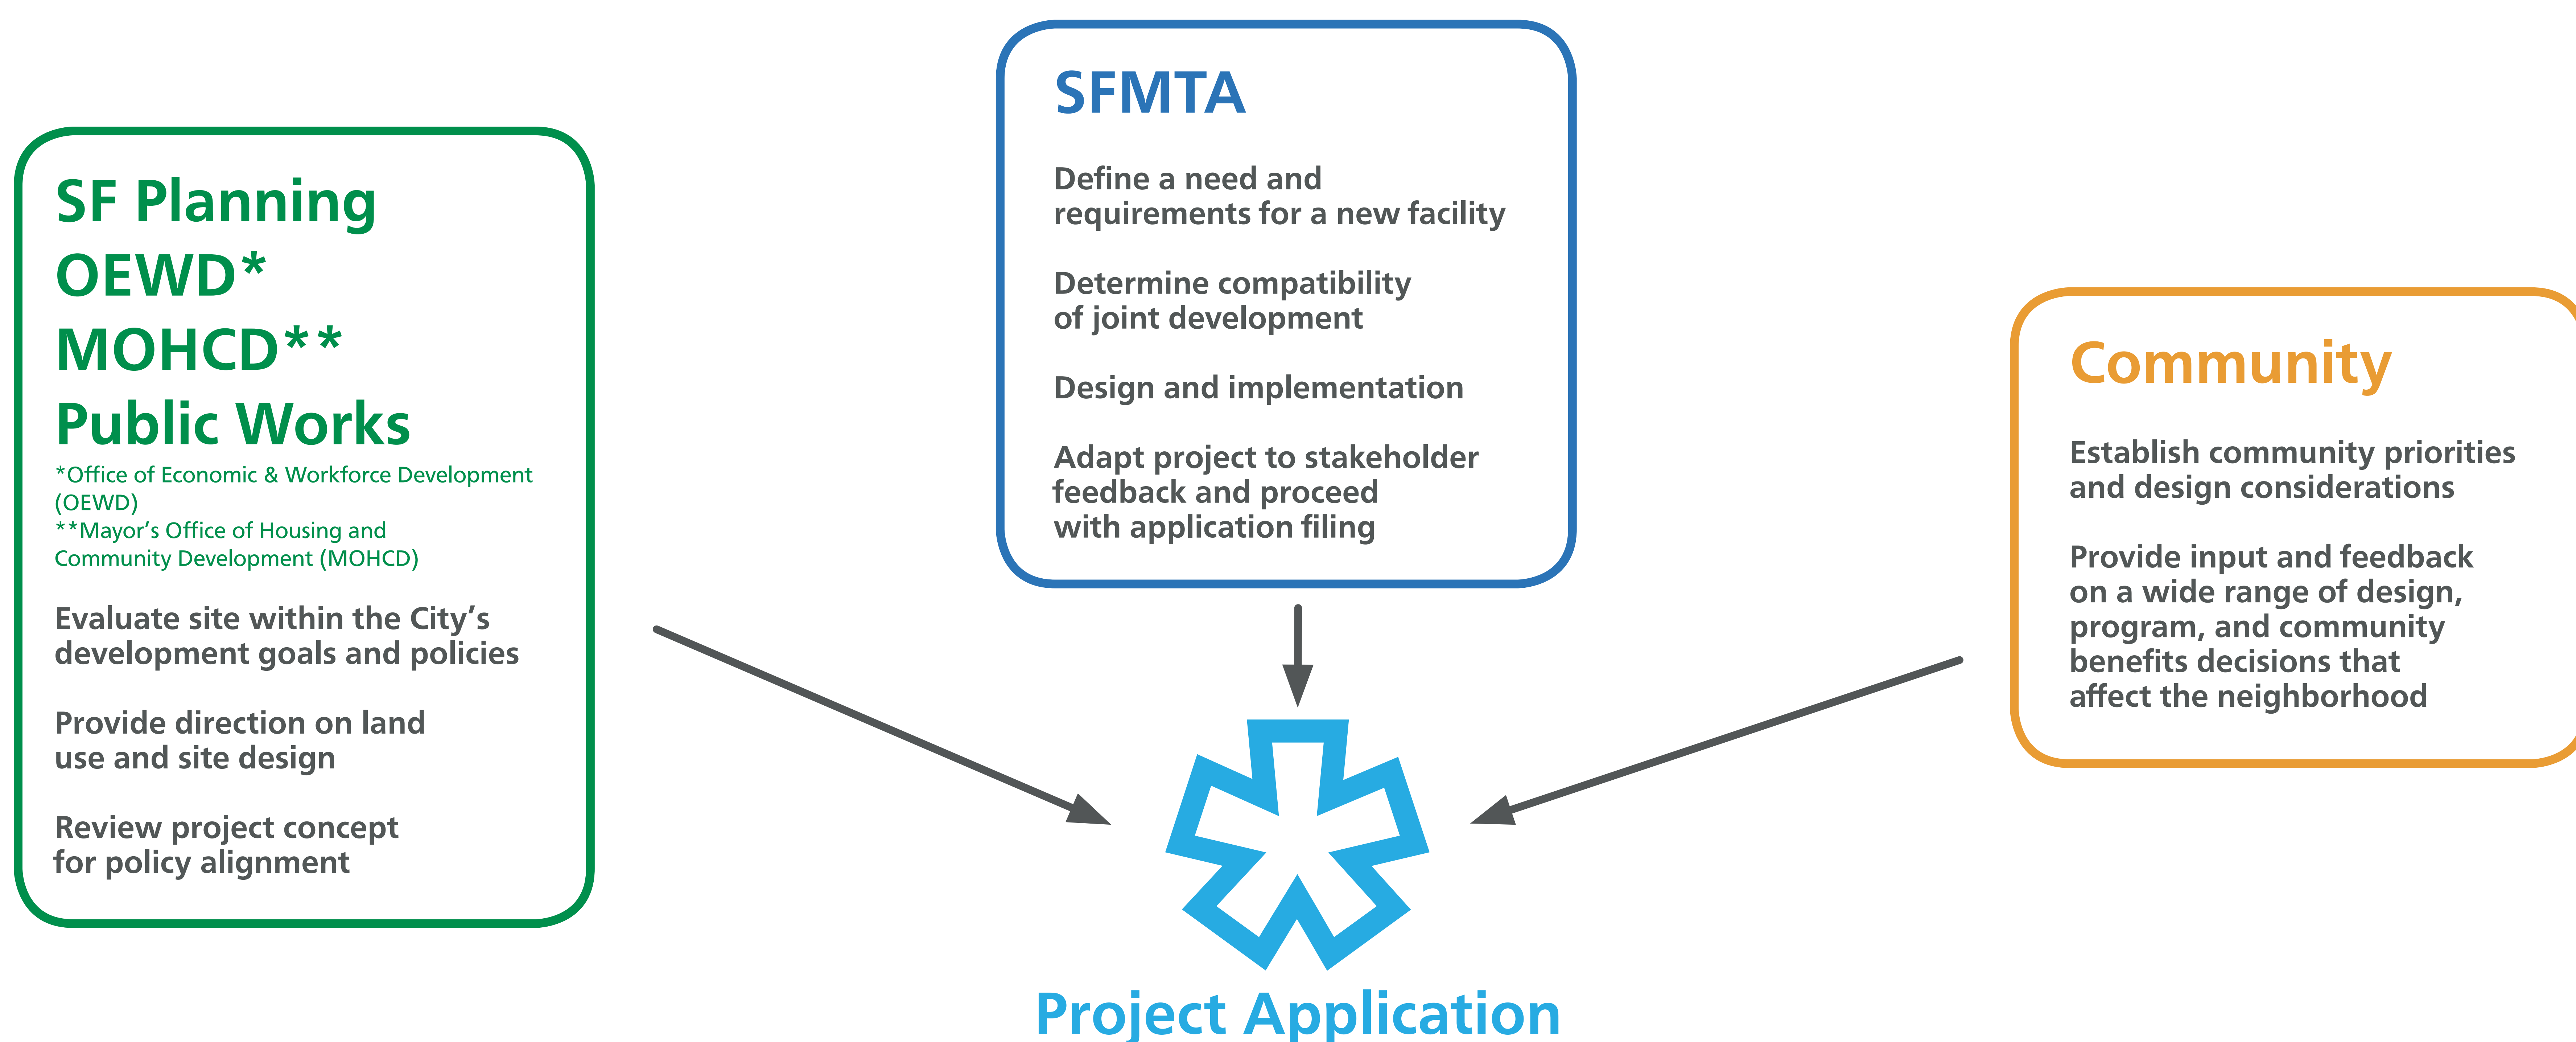 SF Planning
OEWD*
MOHCD**
Public Works
*Office of Economic & Workforce Development
(OEWD)
**Mayor’s Office of Housing and
Community Development (MOHCD)
Evaluate site within the City’s
development goals and policies
Provide direction on land
use and site design
Review project concept
for policy alignment
SFMTA
Define a need and
requirements for a new facility
Determine compatibility
of joint development
Design and implementation
Adapt project to stakeholder
feedback and proceed
with application filing
Community
Establish community priorities
and design considerations
Provide input and feedback
on a wide range of design,
program, and community
benefits decisions that
affect the neighborhood
Project Application